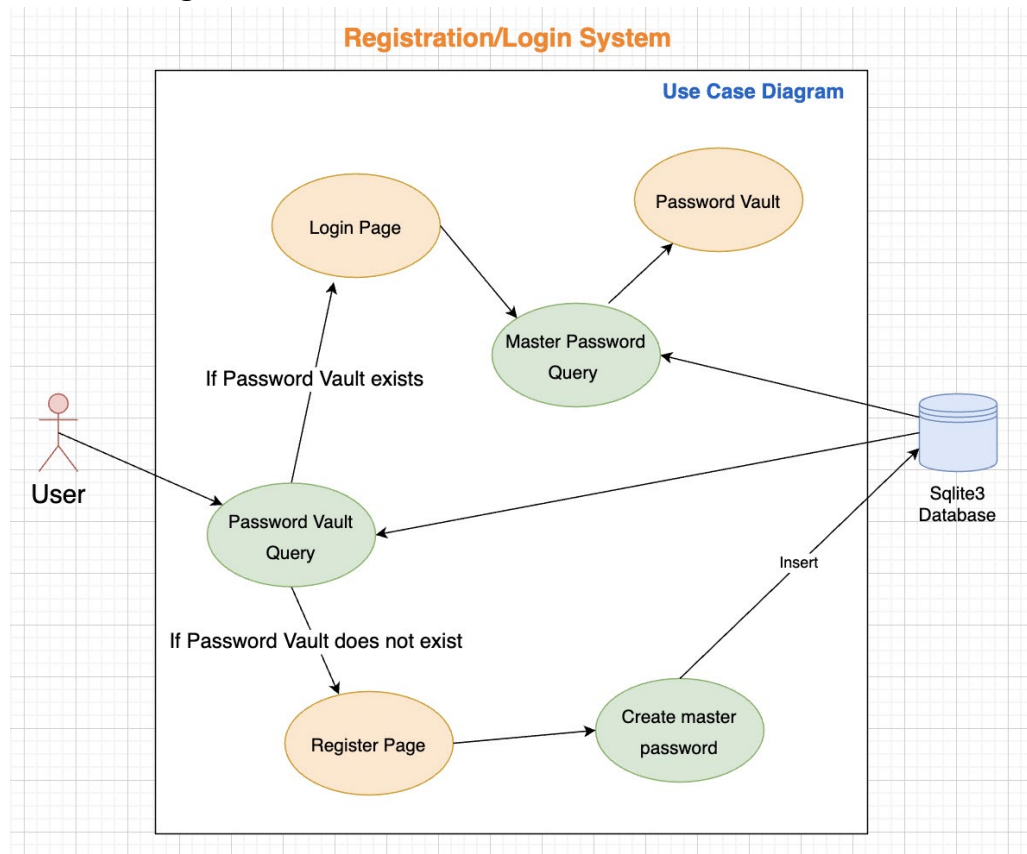 Registration/Login System
Use Case Diagram
Password Vault
Login Page
Master Password
Query
If Password Vault exists
User
Password Vault
Query
Sqlite3
Database
Insert
If Password Vault does not exist
Register Page
Create master
password